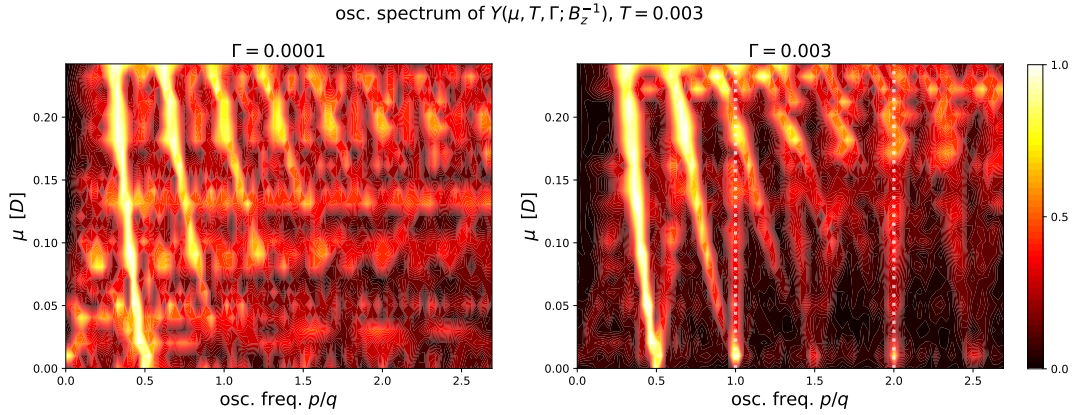 osc. spectrum of Y(μ, T, Γ; B_z^{-1}), T = 0.003
Γ = 0.0001
Γ = 0.003
μ [D]
0.20
0.15
0.10
0.05
0.00
0.0 0.5 1.0 1.5 2.0 2.5
osc. freq. p/q
μ [D]
0.20
0.15
0.10
0.05
0.00
0.0 0.5 1.0 1.5 2.0 2.5
osc. freq. p/q
1.0
0.5
0.0